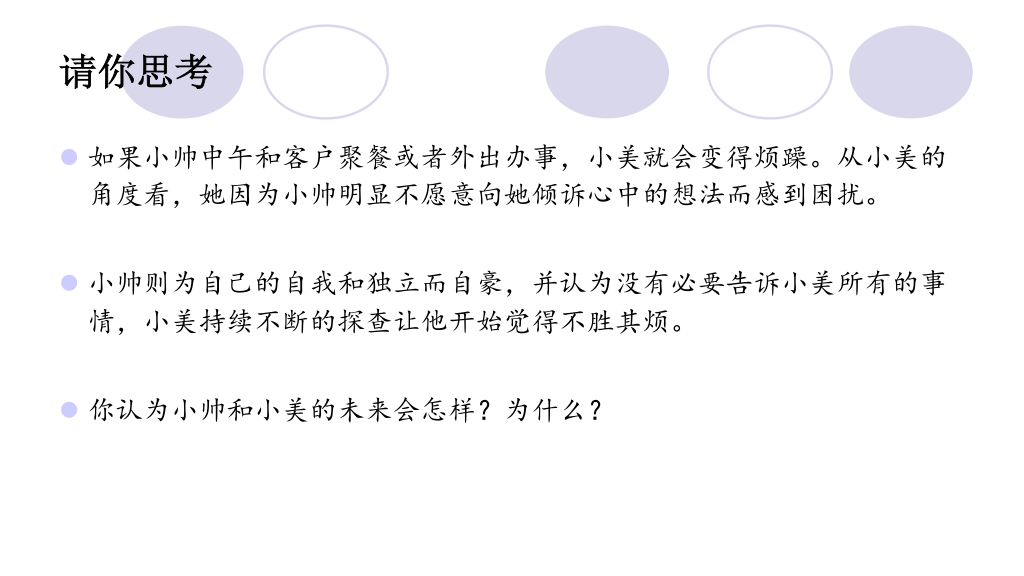 请你思考
如果小帅中午和客户聚餐或者外出办事，小美就会变得烦躁。从小美的
角度看，她因为小帅明显不愿意向她倾诉心中的想法而感到困扰。
小帅则为自己的自我和独立而自豪，并认为没有必要告诉小美所有的事
情，小美持续不断的探查让他开始觉得不胜其烦。
你认为小帅和小美的未来会怎样？为什么？